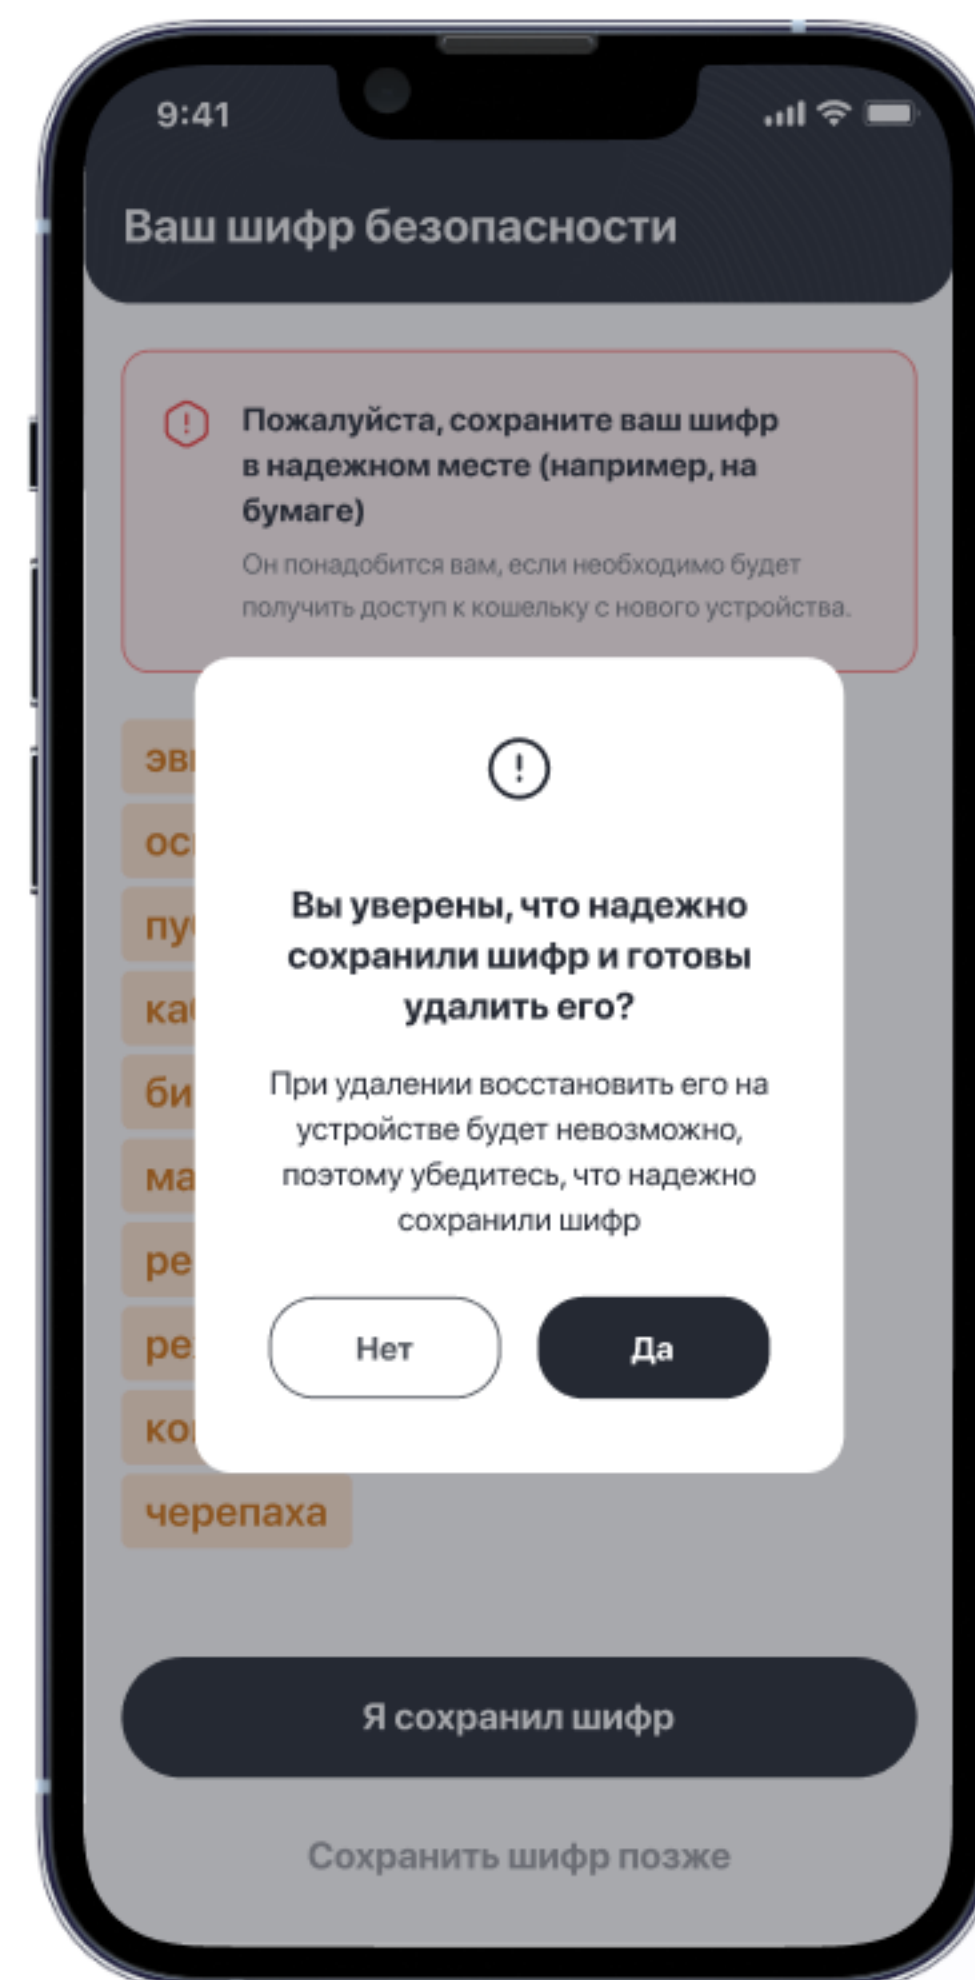 9:41
Ваш шифр безопасности
Пожалуйста, сохраните ваш шифр
в надежном месте (например, на
бумаге)
Он понадобится вам, если необходимо будет
получить доступ к кошельку с нового устройства.
Вы уверены, что надежно
сохранили шифр и готовы
удалить его?
При удалении восстановить его на
устройстве будет невозможно,
поэтому убедитесь, что надежно
сохранили шифр
Нет
Да
черепаха
Я сохранил шифр
Сохранить шифр позже